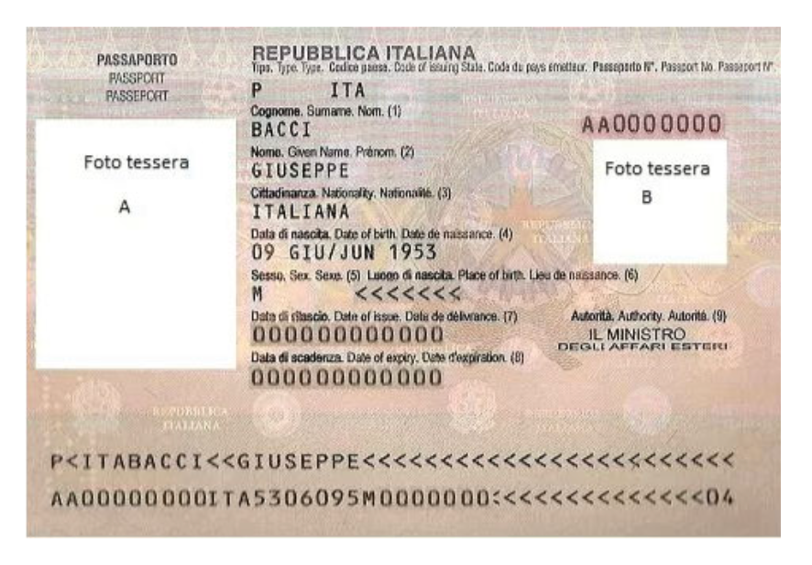 PASSAPORTO
PASSPORT
PASSEPORT
REPUBBLICA ITALIANA
Tipo. Type. Type. Codice paese. Code of issuing State. Code du pays émetteur. Passaporto N°. Passport No. Passeport N°.
P ITA
Cognome. Surname. Nom. (1)
BACCI
AA0000000
Nome. Given Name. Prénom. (2)
GIUSEPPE
Cittadinanza. Nationality. Nationalité. (3)
ITALIANA
Data di nascita. Date of birth. Date de naissance. (4)
09 GIU/JUN 1953
Sesso. Sex. Sexe. (5) Luogo di nascita. Place of birth. Lieu de naissance. (6)
M <<<<<<<
Data di rilascio. Date of issue. Date de délivrance. (7)
000000000000
Autorità. Authority. Autorité. (9)
IL MINISTRO
DEGLI AFFARI ESTERI
Data di scadenza. Date of expiry. Date d'expiration. (8)
000000000000
Foto tessera
A
Foto tessera
B
REPUBBLICA
ITALIANA
P<ITABACCI<<GIUSEPPE<<<<<<<<<<<<<<<<<<<<<<<<
AA00000000ITA5306095M0000000<<<<<<<<<<<<<<04